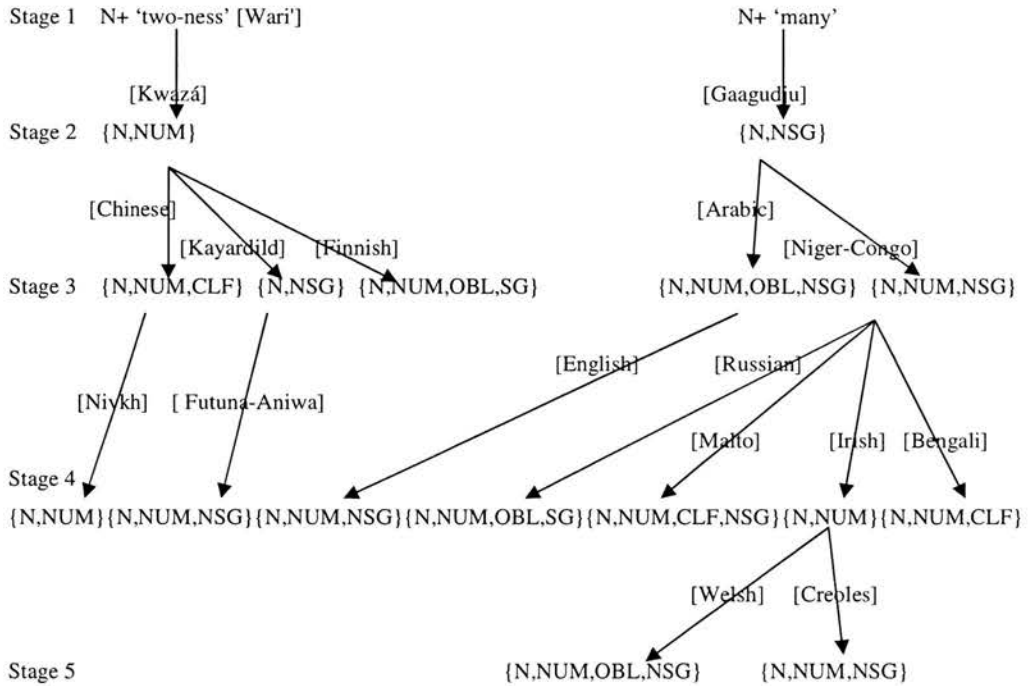 Stage 1 N+ ‘two-ness’ [Wari'] N+ ‘many’
[Kwazá] [Gaagudju]
Stage 2 {N,NUM} {N,NSG}
[Chinese] [Arabic]
[Kayardild] [Finnish] [Niger-Congo]
Stage 3 {N,NUM,CLF} {N,NSG} {N,NUM,OBL,SG} {N,NUM,OBL,NSG} {N,NUM,NSG}
[English] [Russian]
[Nivkh] [ Futuna-Aniwa]
[Malto] [Irish] [Bengali]
Stage 4
{N,NUM}{N,NUM,NSG}{N,NUM,NSG}{N,NUM,OBL,SG}{N,NUM,CLF,NSG}{N,NUM}{N,NUM,CLF}
[Welsh] [Creoles]
Stage 5 {N,NUM,OBL,NSG} {N,NUM,NSG}